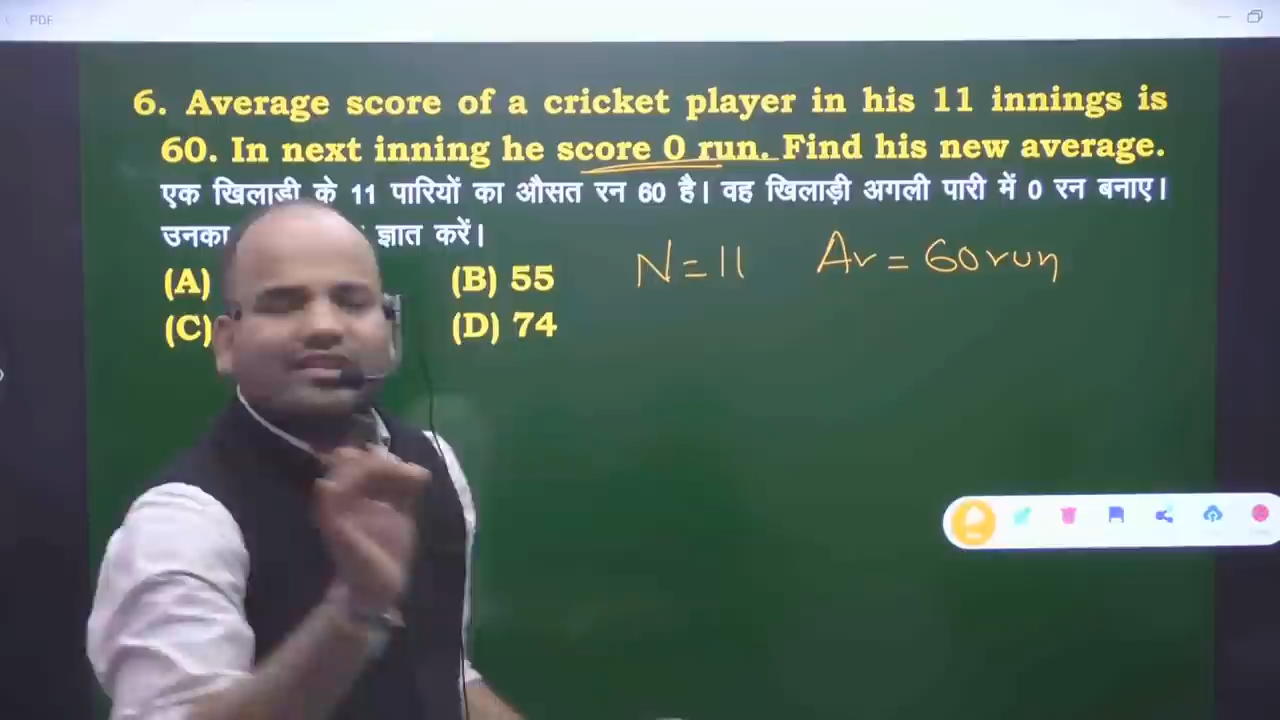 PDF
6. Average score of a cricket player in his 11 innings is
60. In next inning he score 0 run. Find his new average.
एक खिलाड़ी के 11 पारियों का औसत रन 60 है। वह खिलाड़ी अगली पारी में 0 रन बनाए।
उनका ज्ञात करें।
N=11 Av=60run
(A) (B) 55
(C) (D) 74